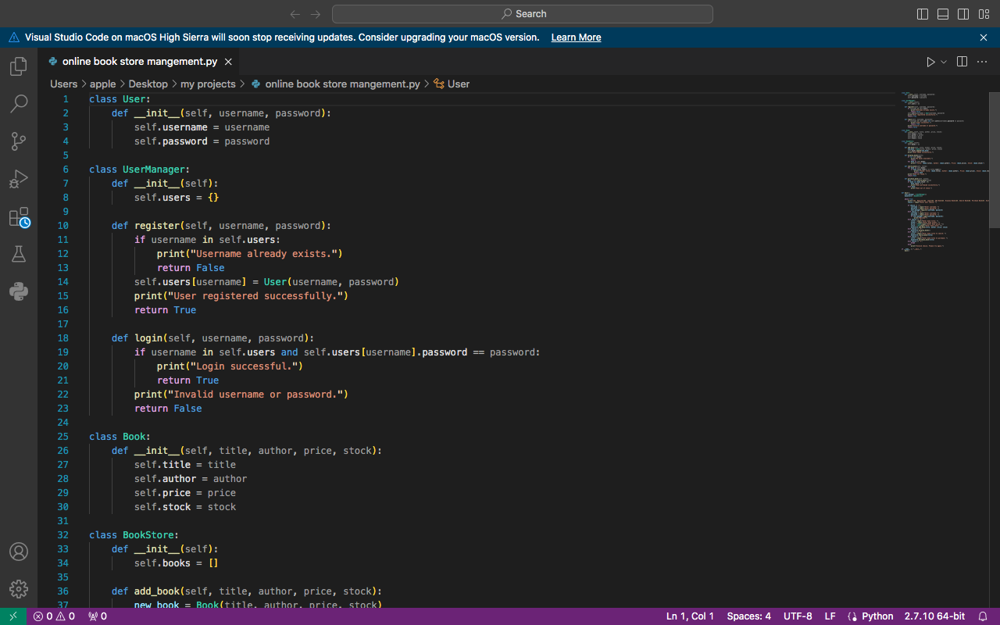 Search
Visual Studio Code on macOS High Sierra will soon stop receiving updates. Consider upgrading your macOS version. Learn More
online book store mangement.py
Users > apple > Desktop > my projects > online book store mangement.py > User
1 class User:
2 def __init__(self, username, password):
3 self.username = username
4 self.password = password
5
6 class UserManager:
7 def __init__(self):
8 self.users = {}
9
10 def register(self, username, password):
11 if username in self.users:
12 print("Username already exists.")
13 return False
14 self.users[username] = User(username, password)
15 print("User registered successfully.")
16 return True
17
18 def login(self, username, password):
19 if username in self.users and self.users[username].password == password:
20 print("Login successful.")
21 return True
22 print("Invalid username or password.")
23 return False
24
25 class Book:
26 def __init__(self, title, author, price, stock):
27 self.title = title
28 self.author = author
29 self.price = price
30 self.stock = stock
31
32 class BookStore:
33 def __init__(self):
34 self.books = []
35
36 def add_book(self, title, author, price, stock):
37 new_book = Book(title, author, price, stock)
0 0 0 Ln 1, Col 1 Spaces: 4 UTF-8 LF Python 2.7.10 64-bit